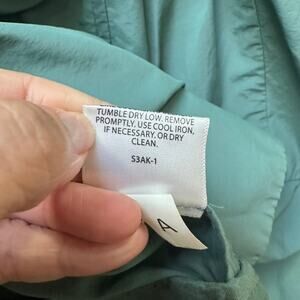 TUMBLE DRY LOW. REMOVE
PROMPTLY. USE COOL IRON,
IF NECESSARY. OR DRY
CLEAN.
S3AK-1
A